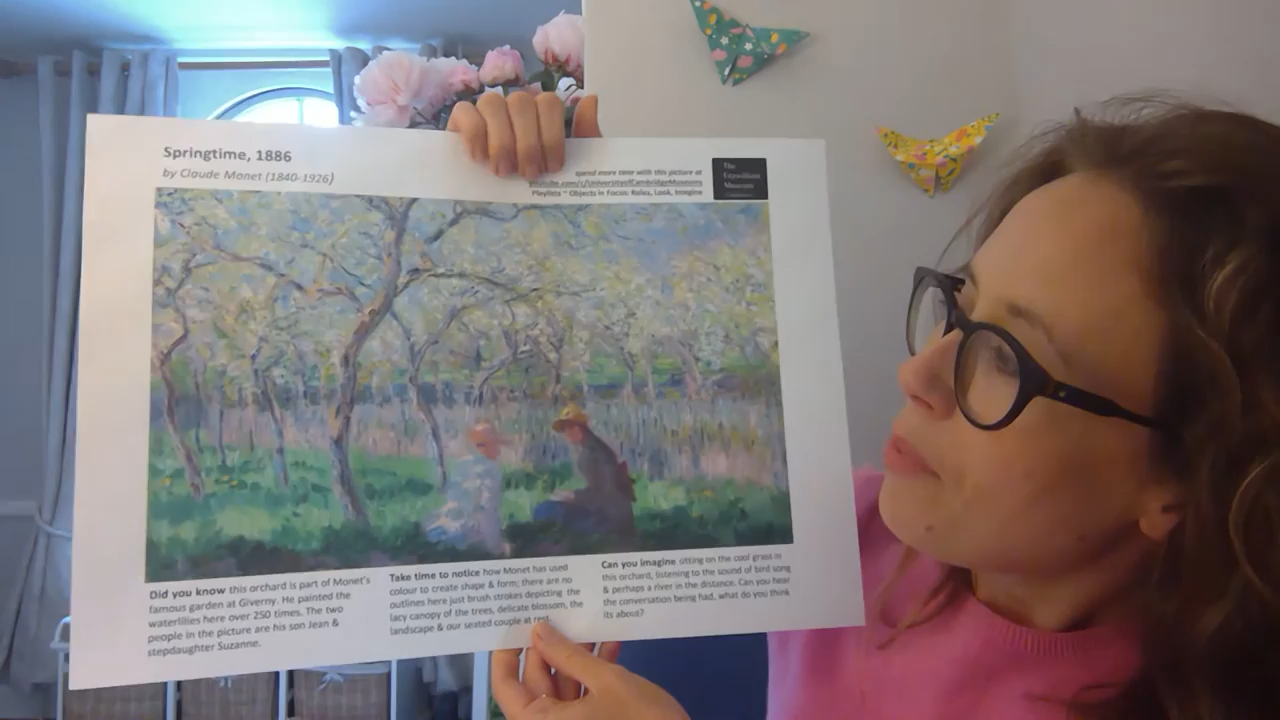 Springtime, 1886
by Claude Monet (1840-1926)
spend more time with this picture at
youtube.com/c/UniversityofCambridgeMuseums
Playlists ~ Objects in Focus: Relax, Look, Imagine
The
Fitzwilliam
Museum
Did you know this orchard is part of Monet's
famous garden at Giverny. He painted the
waterlilies here over 250 times. The two
people in the picture are his son Jean &
stepdaughter Suzanne.
Take time to notice how Monet has used
colour to create shape & form; there are no
outlines here just brush strokes depicting the
lacy canopy of the trees, delicate blossom, the
landscape & our seated couple at rest.
Can you imagine sitting on the cool grass in
this orchard, listening to the sound of bird song
& perhaps a river in the distance. Can you hear
the conversation being had, what do you think
its about?